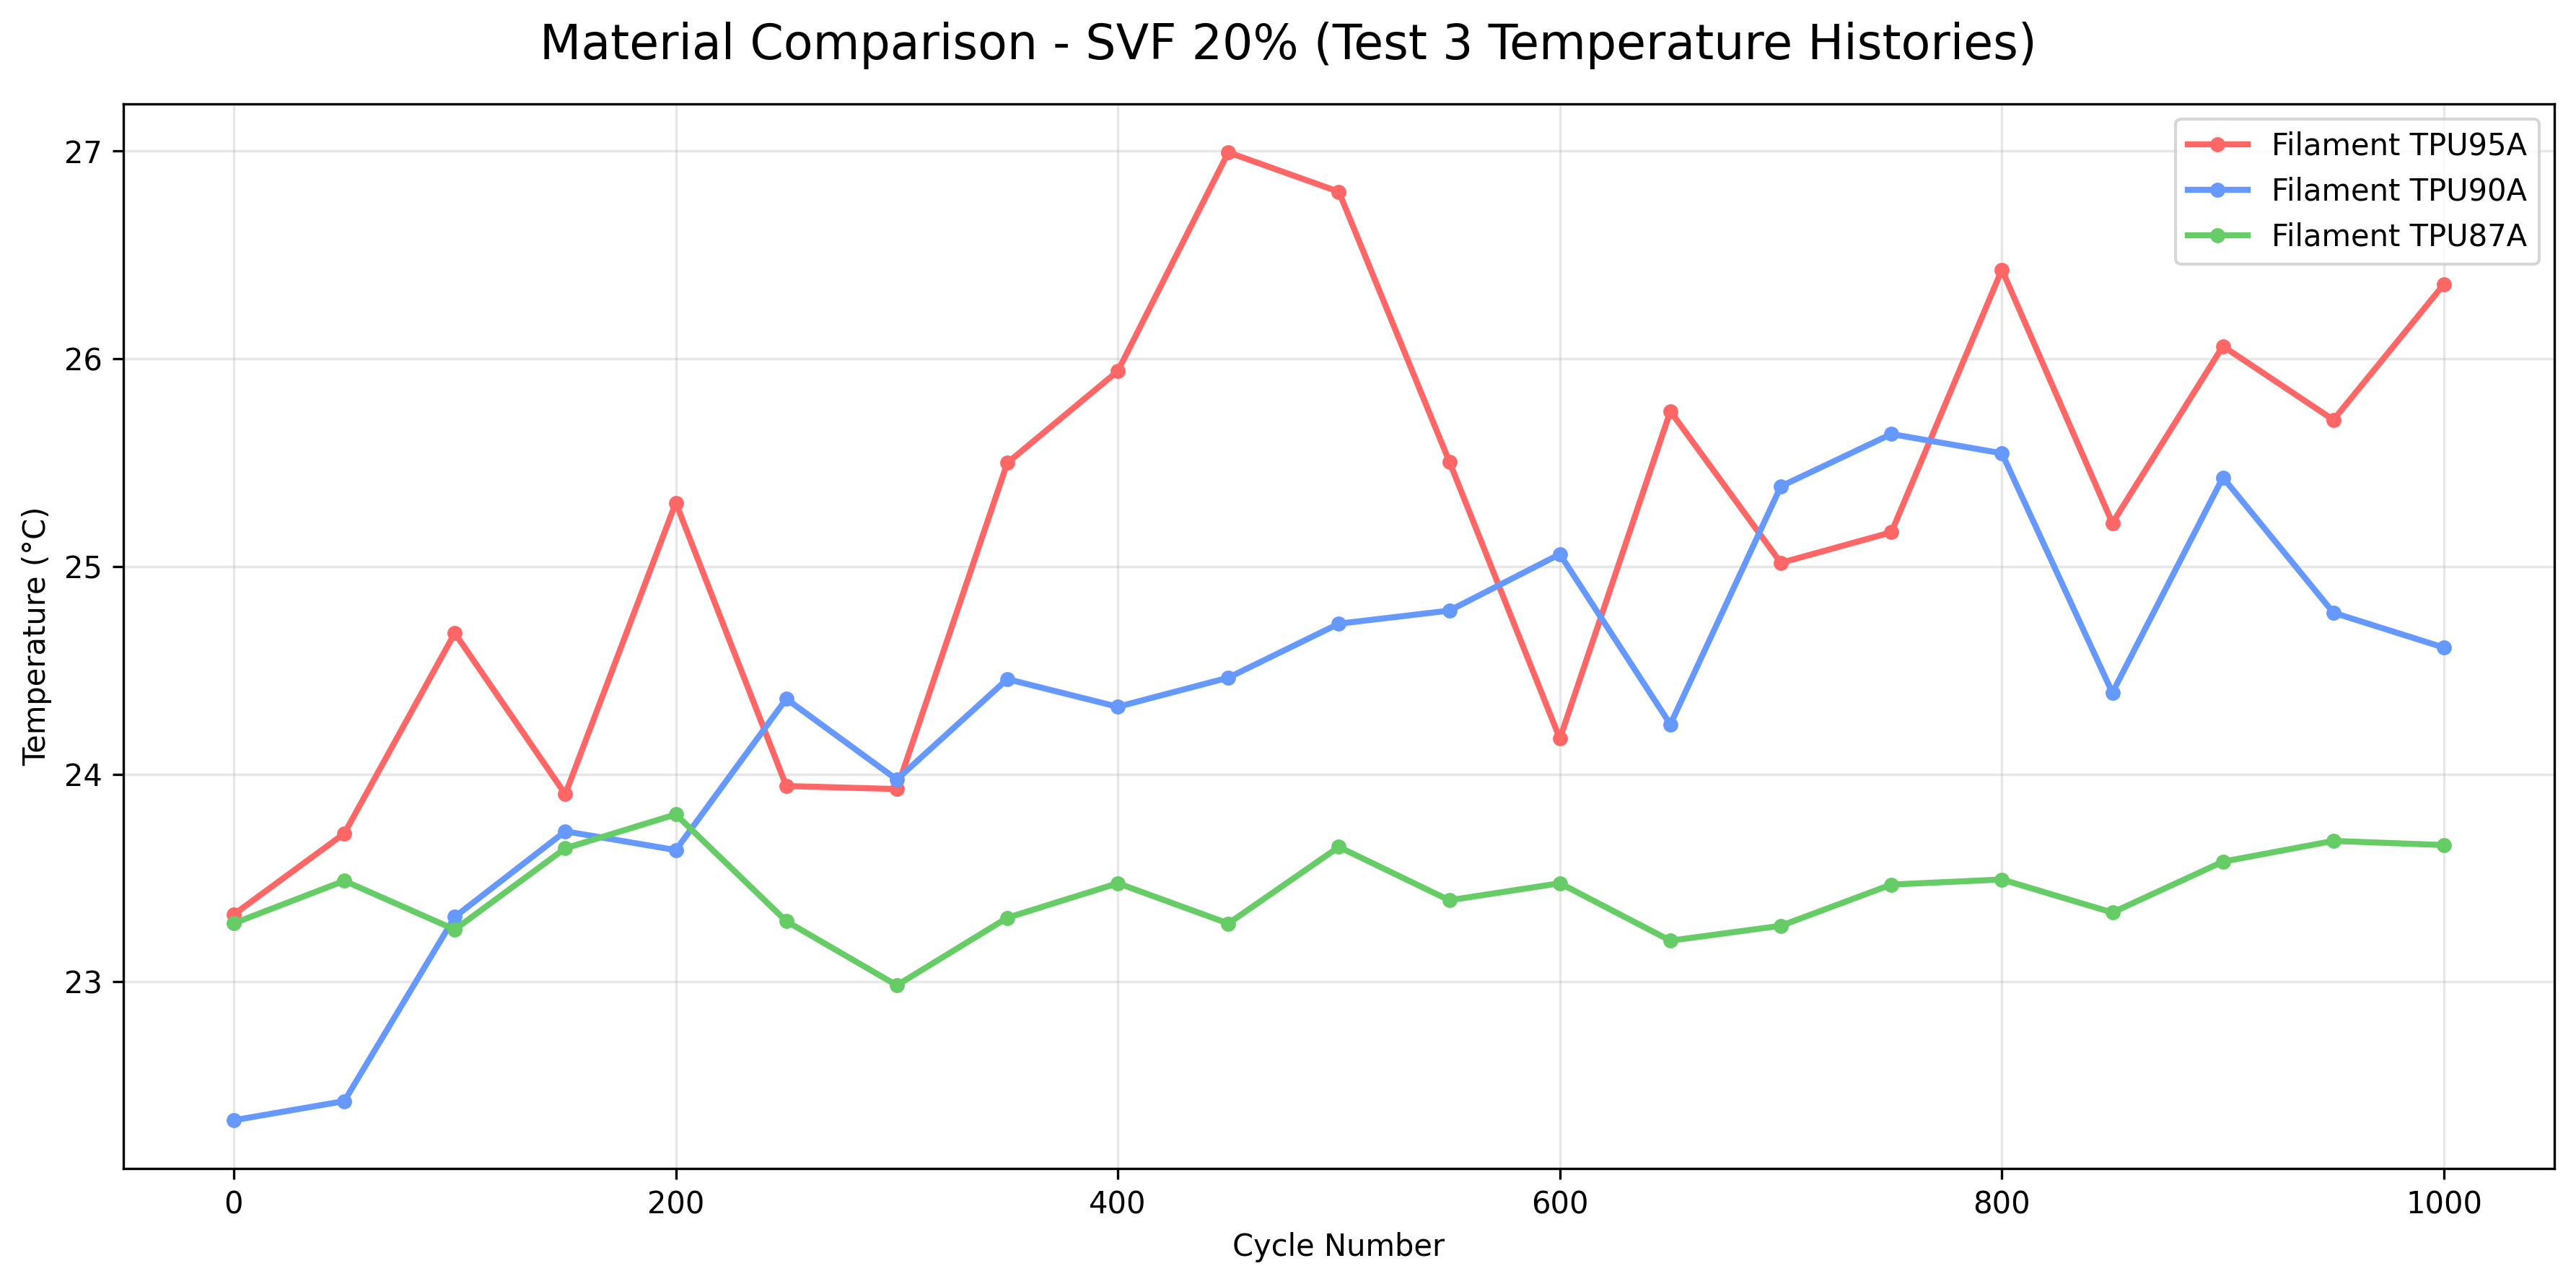 Material Comparison - SVF 20% (Test 3 Temperature Histories)
27
26
25
24
23
Temperature (°C)
Filament TPU95A
Filament TPU90A
Filament TPU87A
0 200 400 600 800 1000
Cycle Number